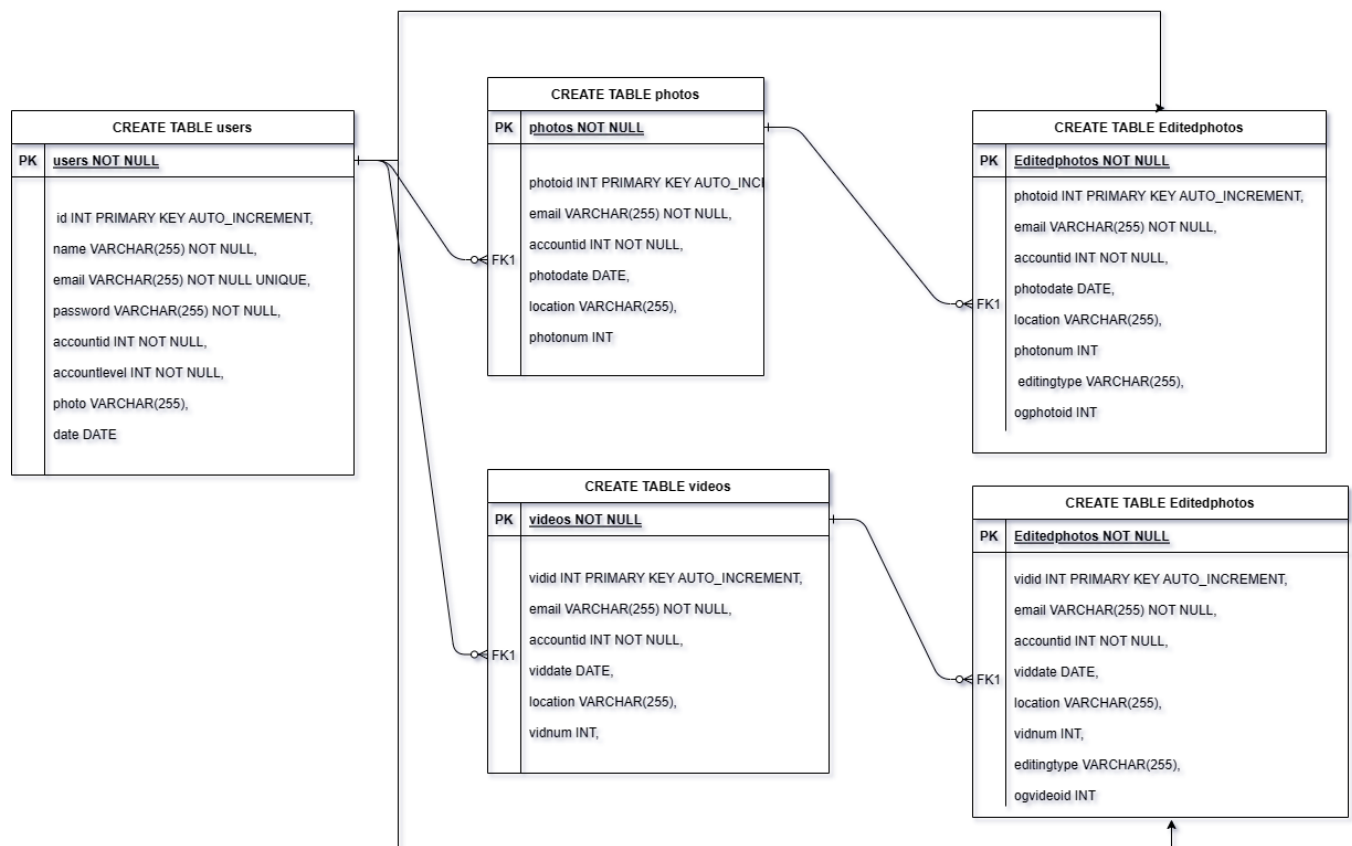 CREATE TABLE users
PK users NOT NULL
id INT PRIMARY KEY AUTO_INCREMENT,
name VARCHAR(255) NOT NULL,
email VARCHAR(255) NOT NULL UNIQUE,
password VARCHAR(255) NOT NULL,
accountid INT NOT NULL,
accountlevel INT NOT NULL,
photo VARCHAR(255),
date DATE
CREATE TABLE photos
PK photos NOT NULL
photoid INT PRIMARY KEY AUTO_INCI
email VARCHAR(255) NOT NULL,
accountid INT NOT NULL,
FK1
photodate DATE,
location VARCHAR(255),
photonum INT
CREATE TABLE Editedphotos
PK Editedphotos NOT NULL
photoid INT PRIMARY KEY AUTO_INCREMENT,
email VARCHAR(255) NOT NULL,
accountid INT NOT NULL,
photodate DATE,
FK1
location VARCHAR(255),
photonum INT
editingtype VARCHAR(255),
ogphotoid INT
CREATE TABLE videos
PK videos NOT NULL
vidid INT PRIMARY KEY AUTO_INCREMENT,
email VARCHAR(255) NOT NULL,
accountid INT NOT NULL,
FK1
viddate DATE,
location VARCHAR(255),
vidnum INT,
CREATE TABLE Editedphotos
PK Editedphotos NOT NULL
vidid INT PRIMARY KEY AUTO_INCREMENT,
email VARCHAR(255) NOT NULL,
accountid INT NOT NULL,
viddate DATE,
FK1
location VARCHAR(255),
vidnum INT,
editingtype VARCHAR(255),
ogvideoid INT